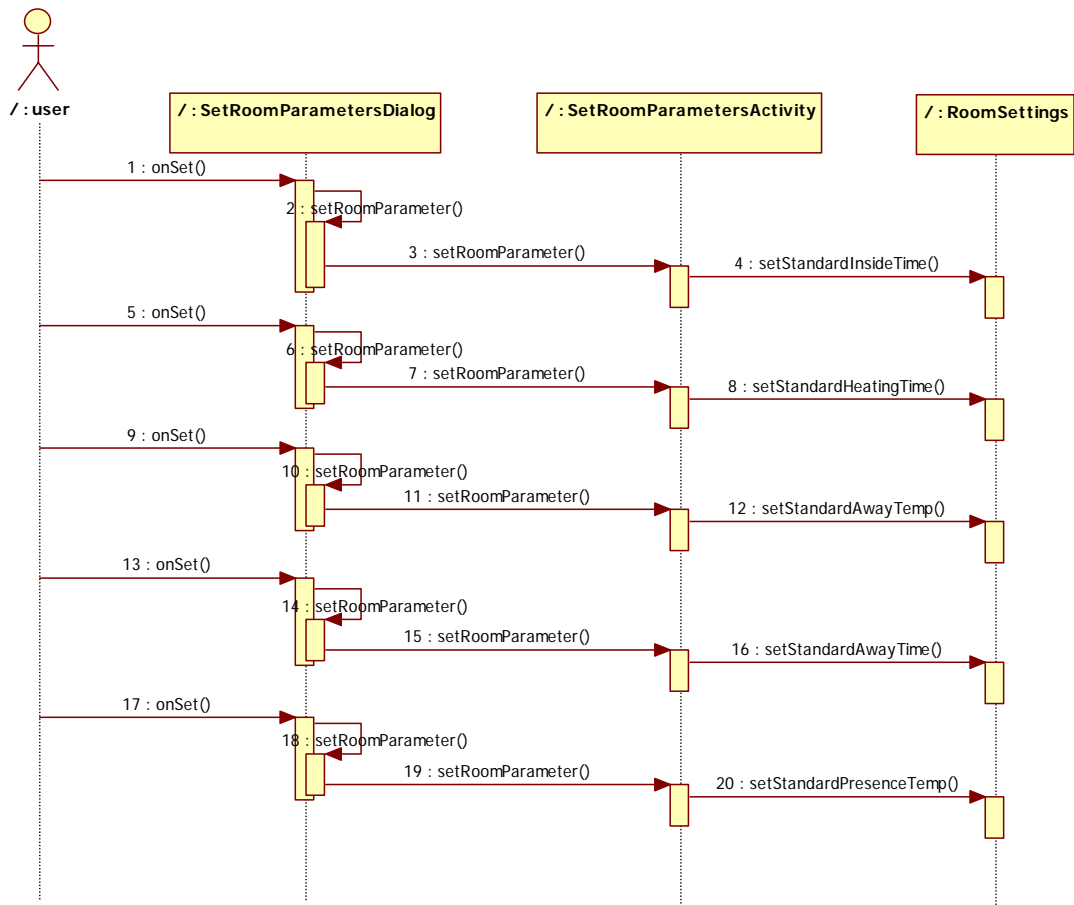 / : user
/ : SetRoomParametersDialog
/ : SetRoomParametersActivity
/ : RoomSettings
1 : onSet()
2 : setRoomParameter()
3 : setRoomParameter()
4 : setStandardInsideTime()
5 : onSet()
6 : setRoomParameter()
7 : setRoomParameter()
8 : setStandardHeatingTime()
9 : onSet()
10 : setRoomParameter()
11 : setRoomParameter()
12 : setStandardAwayTemp()
13 : onSet()
14 : setRoomParameter()
15 : setRoomParameter()
16 : setStandardAwayTime()
17 : onSet()
18 : setRoomParameter()
19 : setRoomParameter()
20 : setStandardPresenceTemp()